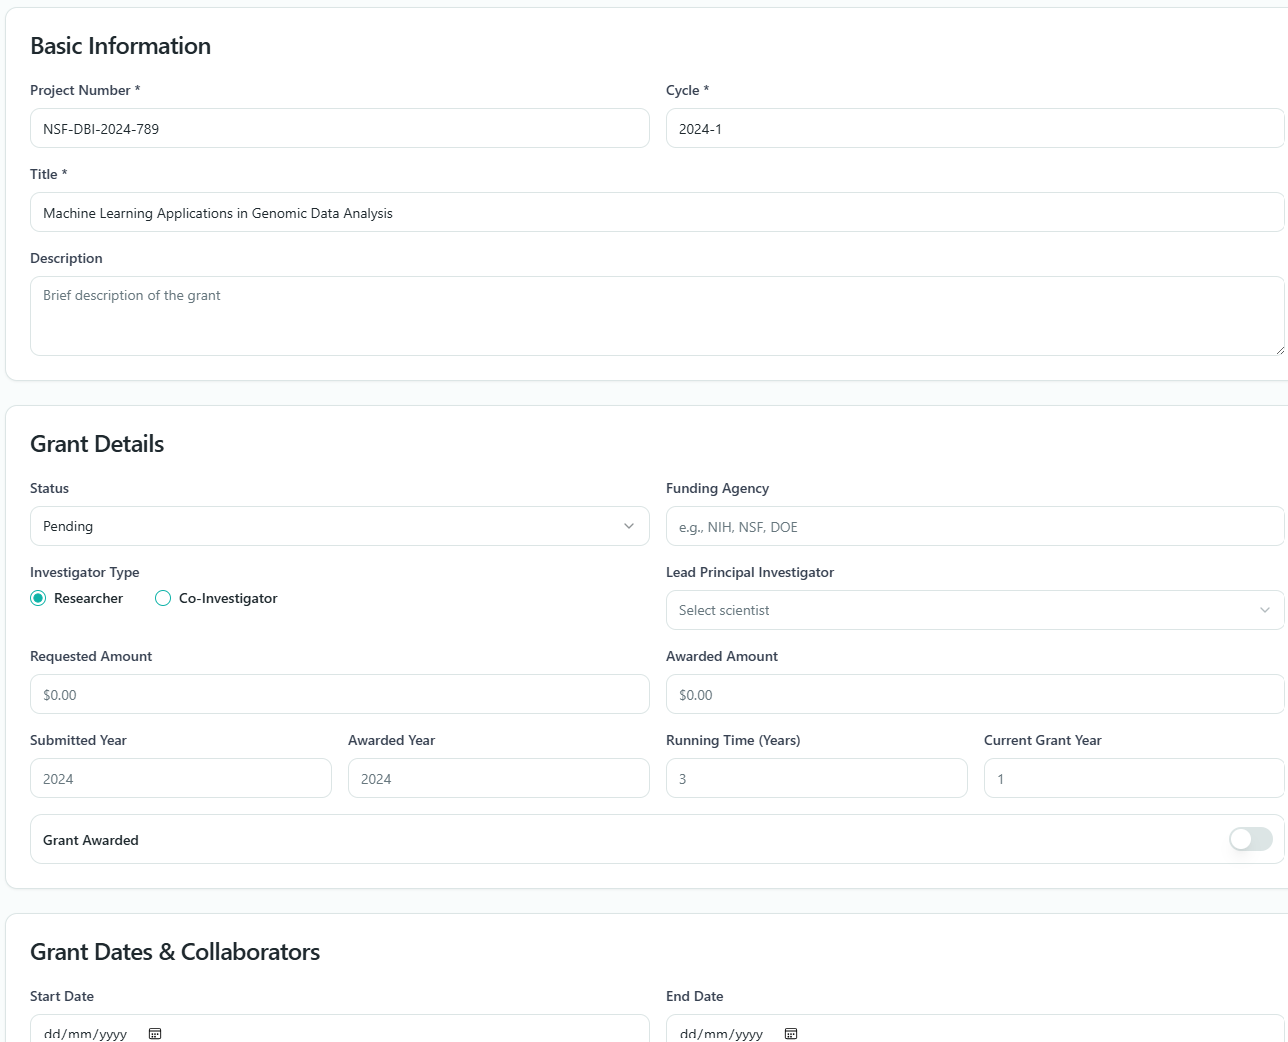 Basic Information
Project Number *
Cycle *
NSF-DBI-2024-789
2024-1
Title *
Machine Learning Applications in Genomic Data Analysis
Description
Brief description of the grant
Grant Details
Status
Funding Agency
Pending
e.g., NIH, NSF, DOE
Investigator Type
Lead Principal Investigator
Researcher
Co-Investigator
Select scientist
Requested Amount
Awarded Amount
$0.00
$0.00
Submitted Year
Awarded Year
Running Time (Years)
Current Grant Year
2024
2024
3
1
Grant Awarded
Grant Dates & Collaborators
Start Date
End Date
dd/mm/yyyy
dd/mm/yyyy